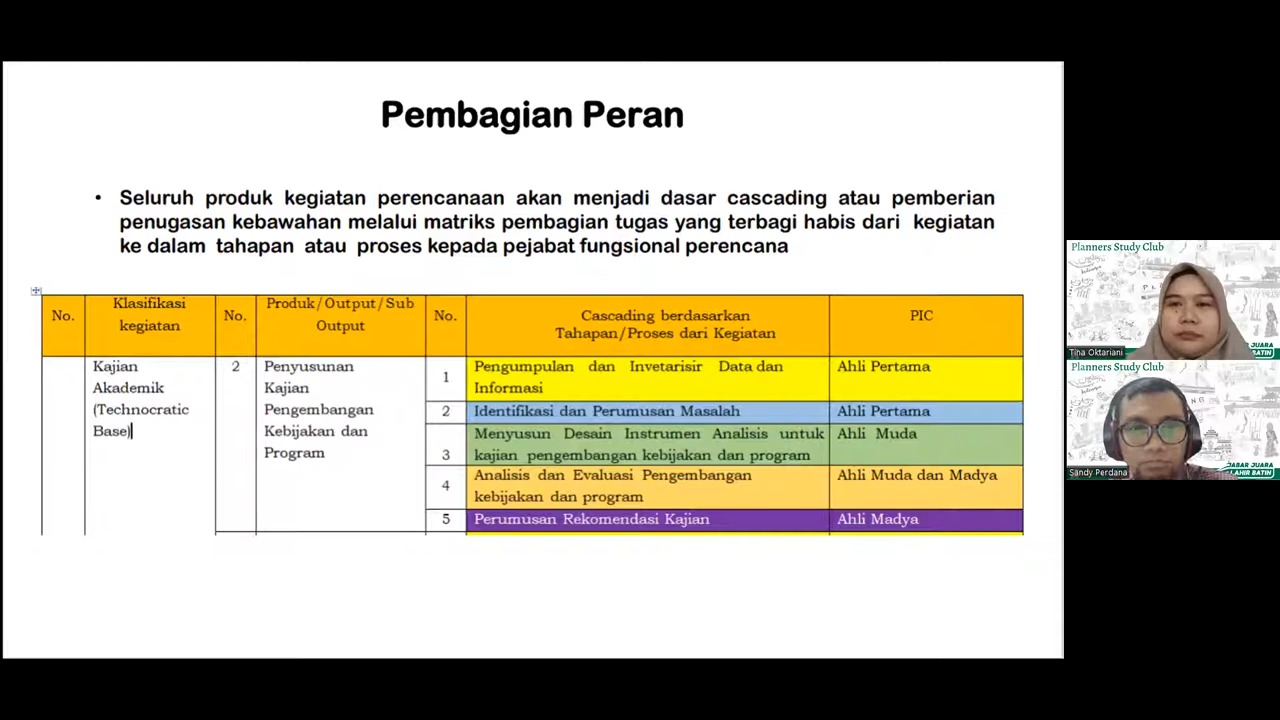 Pembagian Peran
• Seluruh produk kegiatan perencanaan akan menjadi dasar cascading atau pemberian
penugasan kebawahan melalui matriks pembagian tugas yang terbagi habis dari kegiatan
ke dalam tahapan atau proses kepada pejabat fungsional perencana
No.
Klasifikasi
kegiatan
No.
Produk/Output/Sub
Output
No.
Cascading berdasarkan
Tahapan/Proses dari Kegiatan
PIC
Kajian
Akademik
(Technocratic
Base)
2
Penyusunan
Kajian
Pengembangan
Kebijakan dan
Program
1
Pengumpulan dan Invetarisir Data dan
Informasi
Ahli Pertama
2
Identifikasi dan Perumusan Masalah
Ahli Pertama
3
Menyusun Desain Instrumen Analisis untuk
kajian pengembangan kebijakan dan program
Ahli Muda
4
Analisis dan Evaluasi Pengembangan
kebijakan dan program
Ahli Muda dan Madya
5
Perumusan Rekomendasi Kajian
Ahli Madya
Planners Study Club
JUARA
BATIN
Tina Oktariani
Planners Study Club
JABAR JUARA
LAHIR BATIN
Sandy Perdana